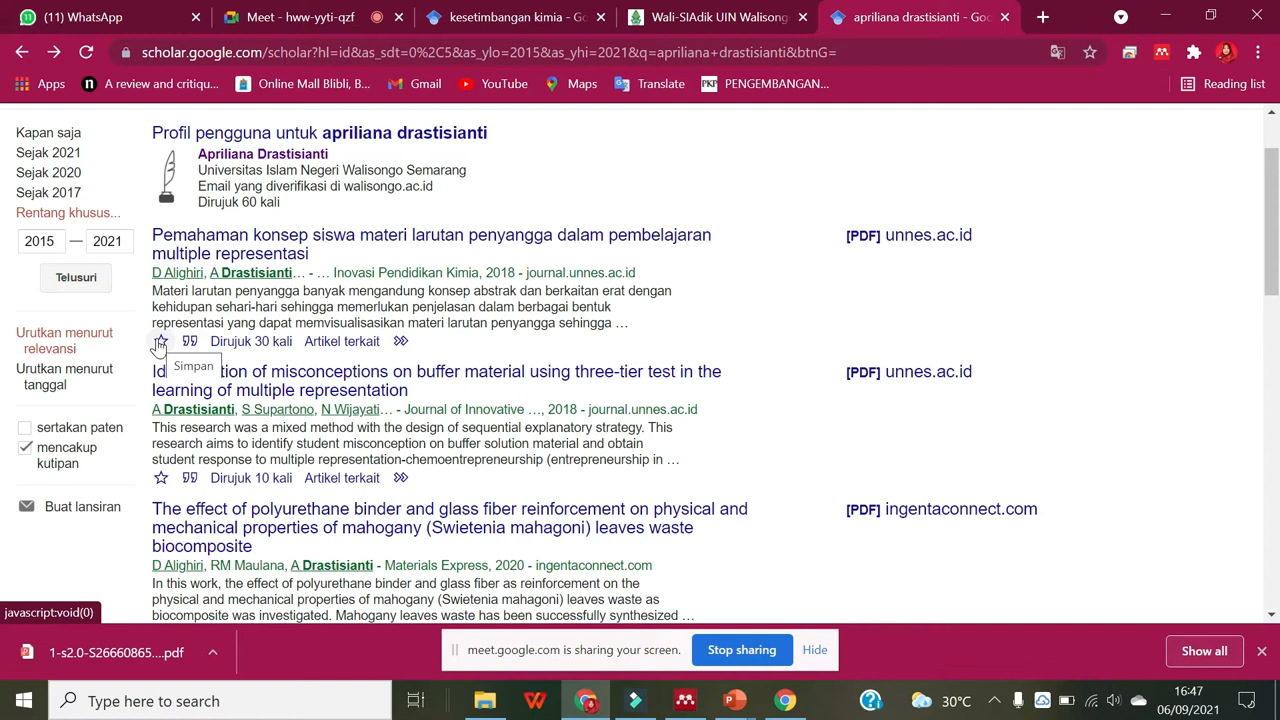 (11) WhatsApp
Meet - hww-yyti-qzf
kesetimbangan kimia - Go
Wali-SIAdik UIN Walisong
apriliana drastisianti - Goo
scholar.google.com/scholar?hl=id&as_sdt=0%2C5&as_ylo=2015&as_yhi=2021&q=apriliana+drastisianti&btnG=
Apps
A review and critiqu...
Online Mall Blibli, B...
Gmail
YouTube
Maps
Translate
PENGEMBANGAN...
Reading list
Kapan saja
Sejak 2021
Sejak 2020
Sejak 2017
Rentang khusus...
2015 — 2021
Telusuri
Urutkan menurut
relevansi
Urutkan menurut
tanggal
sertakan paten
mencakup
kutipan
Buat lansiran
Profil pengguna untuk apriliana drastisianti
Apriliana Drastisianti
Universitas Islam Negeri Walisongo Semarang
Email yang diverifikasi di walisongo.ac.id
Dirujuk 60 kali
Pemahaman konsep siswa materi larutan penyangga dalam pembelajaran
multiple representasi
[PDF] unnes.ac.id
D Alighiri, A Drastisianti… - … Inovasi Pendidikan Kimia, 2018 - journal.unnes.ac.id
Materi larutan penyangga banyak mengandung konsep abstrak dan berkaitan erat dengan
kehidupan sehari-hari sehingga memerlukan penjelasan dalam berbagai bentuk
representasi yang dapat memvisualisasikan materi larutan penyangga sehingga …
Dirujuk 30 kali Artikel terkait
Simpan
Id tion of misconceptions on buffer material using three-tier test in the
learning of multiple representation
[PDF] unnes.ac.id
A Drastisianti, S Supartono, N Wijayati… - Journal of Innovative …, 2018 - journal.unnes.ac.id
This research was a mixed method with the design of sequential explanatory strategy. This
research aims to identify student misconception on buffer solution material and obtain
student response to multiple representation-chemoentrepreneurship (entrepreneurship in …
Dirujuk 10 kali Artikel terkait
The effect of polyurethane binder and glass fiber reinforcement on physical and
mechanical properties of mahogany (Swietenia mahagoni) leaves waste
biocomposite
[PDF] ingentaconnect.com
D Alighiri, RM Maulana, A Drastisianti - Materials Express, 2020 - ingentaconnect.com
In this work, the effect of polyurethane binder and glass fiber as reinforcement on the
physical and mechanical properties of mahogany (Swietenia mahagoni) leaves waste as
biocomposite was investigated. Mahogany leaves waste has been successfully synthesized …
javascript:void(0)
1-s2.0-S26660865....pdf
meet.google.com is sharing your screen.
Stop sharing
Hide
Show all
Type here to search
30°C
16:47
06/09/2021